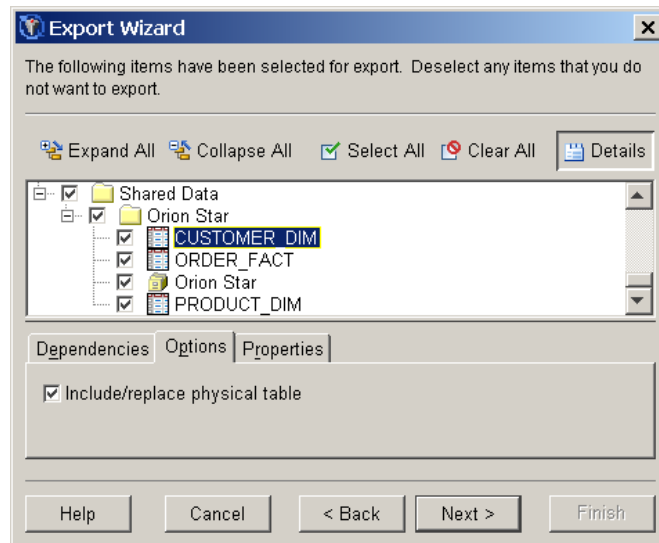 Export Wizard
The following items have been selected for export. Deselect any items that you do
not want to export.
Expand All Collapse All Select All Clear All Details
Shared Data
Orion Star
CUSTOMER_DIM
ORDER_FACT
Orion Star
PRODUCT_DIM
Dependencies Options Properties
Include/replace physical table
Help Cancel < Back Next > Finish